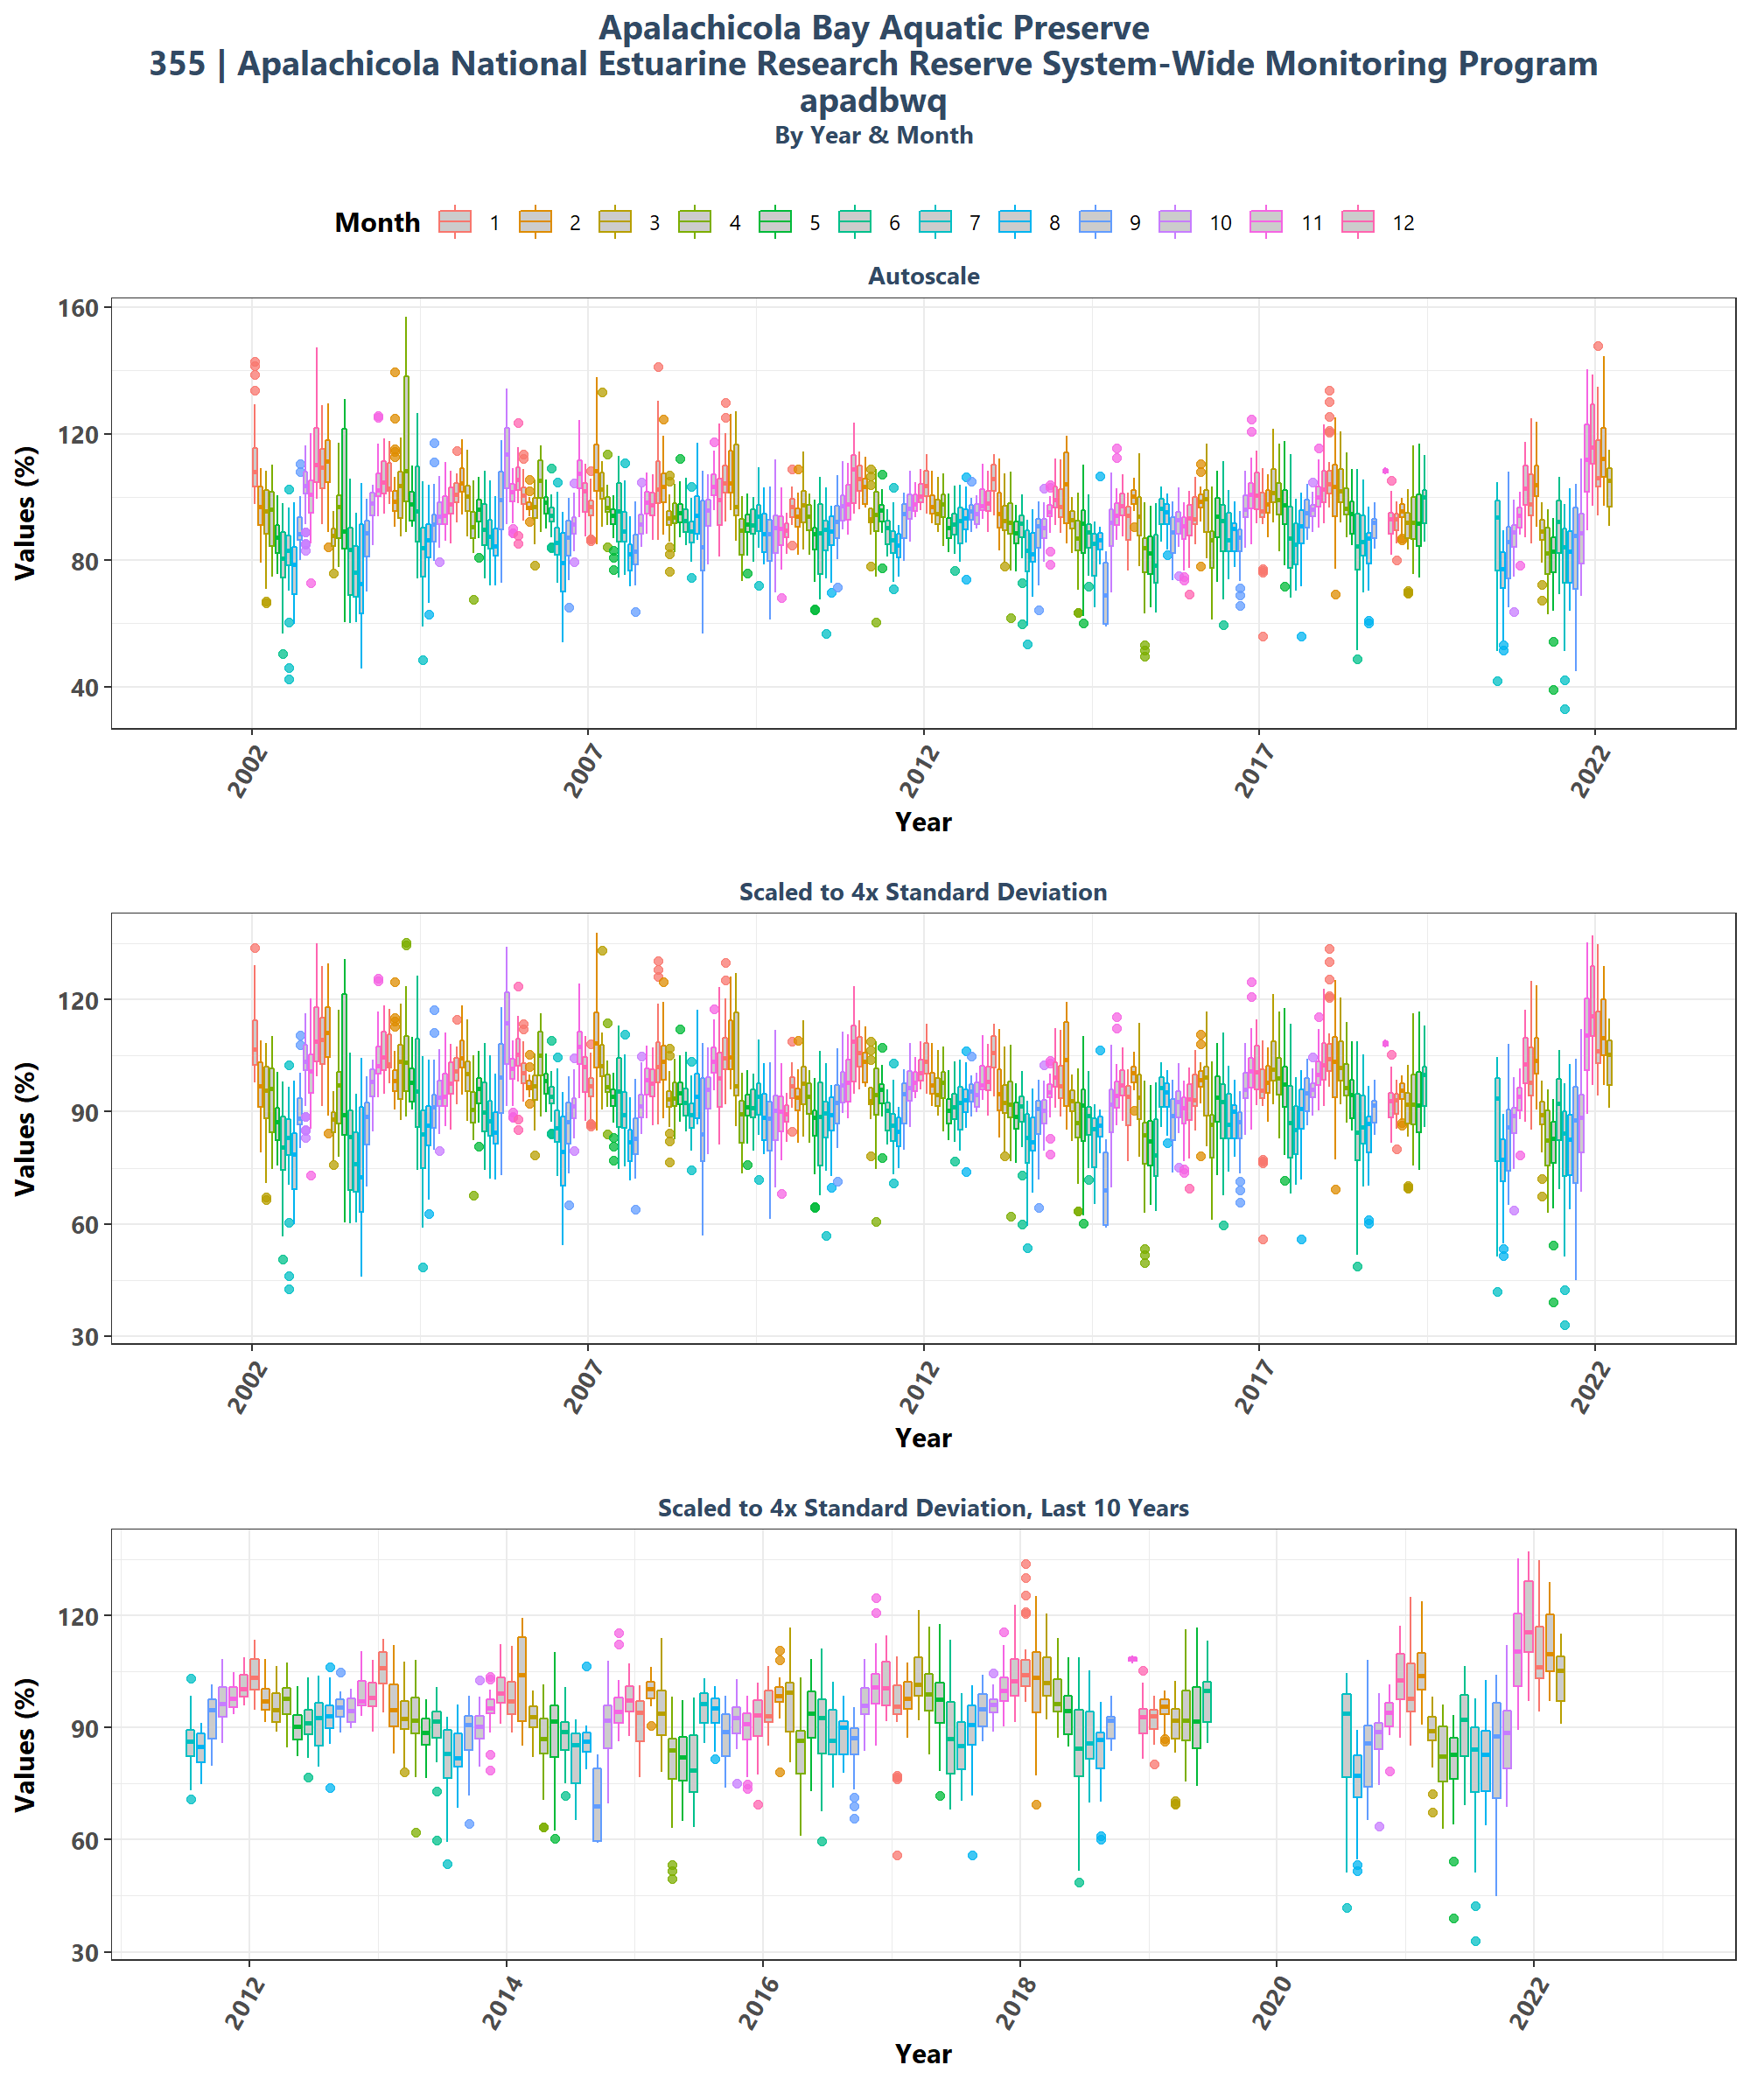 Apalachicola Bay Aquatic Preserve
355 | Apalachicola National Estuarine Research Reserve System-Wide Monitoring Program
apadbwq
By Year & Month
Month 1 2 3 4 5 6 7 8 9 10 11 12
Autoscale
Values (%)
160
120
80
40
2002 2007 2012 2017 2022
Year
Scaled to 4x Standard Deviation
Values (%)
120
90
60
30
2002 2007 2012 2017 2022
Year
Scaled to 4x Standard Deviation, Last 10 Years
Values (%)
120
90
60
30
2012 2014 2016 2018 2020 2022
Year